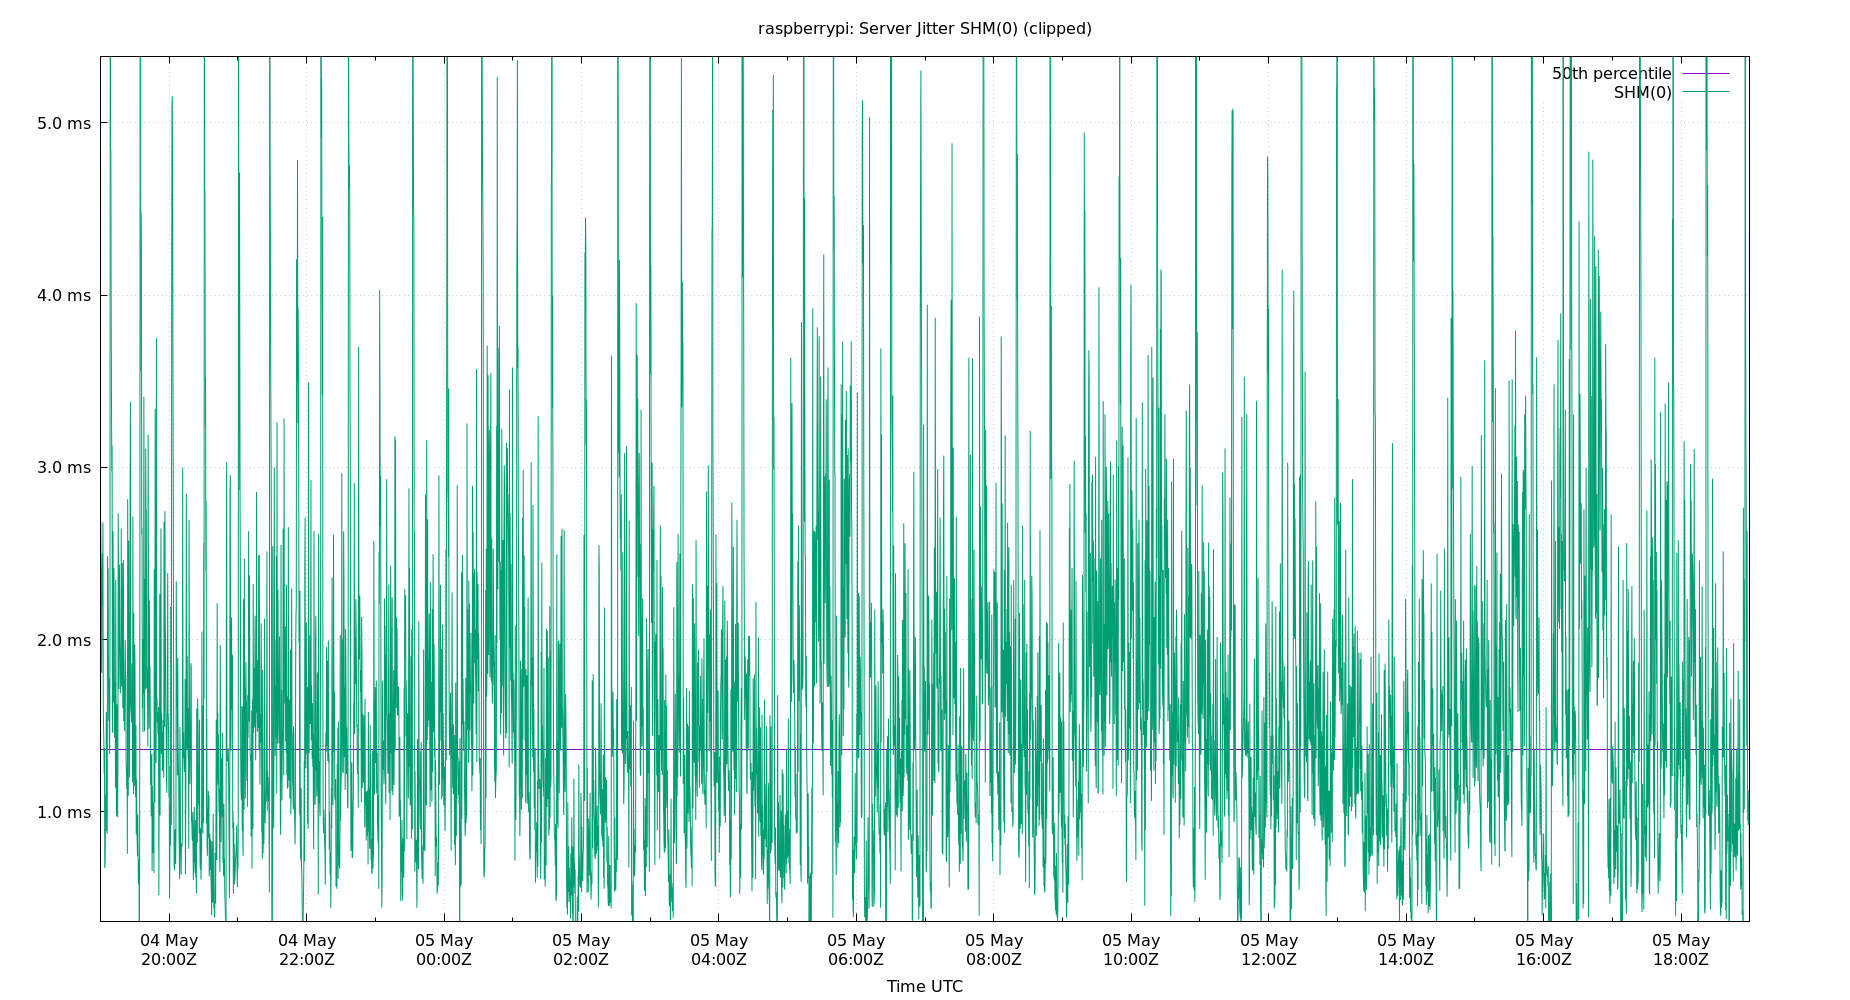 raspberrypi: Server Jitter SHM(0) (clipped)
50th percentile
SHM(0)
5.0 ms
4.0 ms
3.0 ms
2.0 ms
1.0 ms
04 May 04 May 05 May 05 May 05 May 05 May 05 May 05 May 05 May 05 May 05 May 05 May
20:00Z 22:00Z 00:00Z 02:00Z 04:00Z 06:00Z 08:00Z 10:00Z 12:00Z 14:00Z 16:00Z 18:00Z
Time UTC